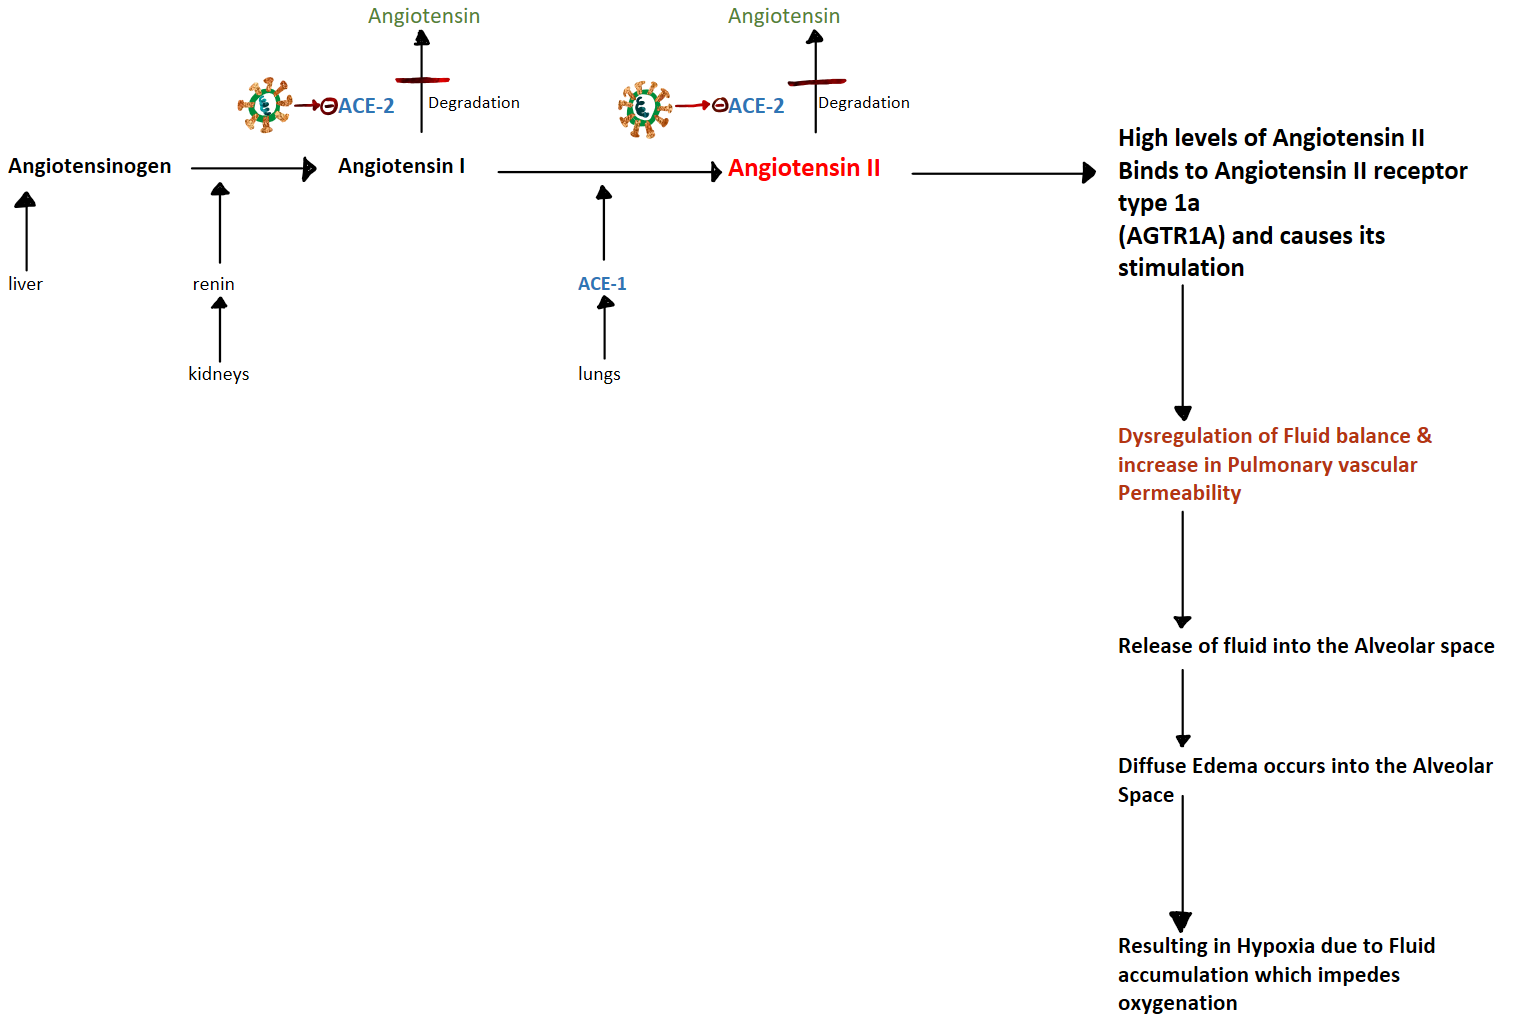 Angiotensin
Angiotensin
⊖ACE-2
Degradation
⊖ACE-2
Degradation
Angiotensinogen
Angiotensin I
Angiotensin II
High levels of Angiotensin II
Binds to Angiotensin II receptor
type 1a
(AGTR1A) and causes its
stimulation
liver
renin
ACE-1
kidneys
lungs
Dysregulation of Fluid balance &
increase in Pulmonary vascular
Permeability
Release of fluid into the Alveolar space
Diffuse Edema occurs into the Alveolar
Space
Resulting in Hypoxia due to Fluid
accumulation which impedes
oxygenation